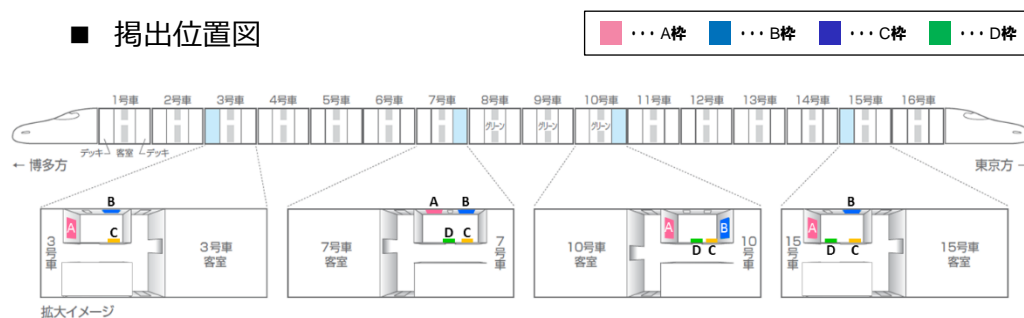 ■ 掲出位置図
･･･ A枠 ･･･ B枠 ･･･ C枠 ･･･ D枠
1号車 2号車 3号車 4号車 5号車 6号車 7号車 8号車 9号車 10号車 11号車 12号車 13号車 14号車 15号車 16号車
グリーン グリーン グリーン
デッキ 客室 デッキ
← 博多方 東京方 →
A B C 3号車 3号車 客室
7号車 客室 A B D C 7号車
10号車 客室 A B D C 10号車
15号車 A B D C 15号車 客室
拡大イメージ